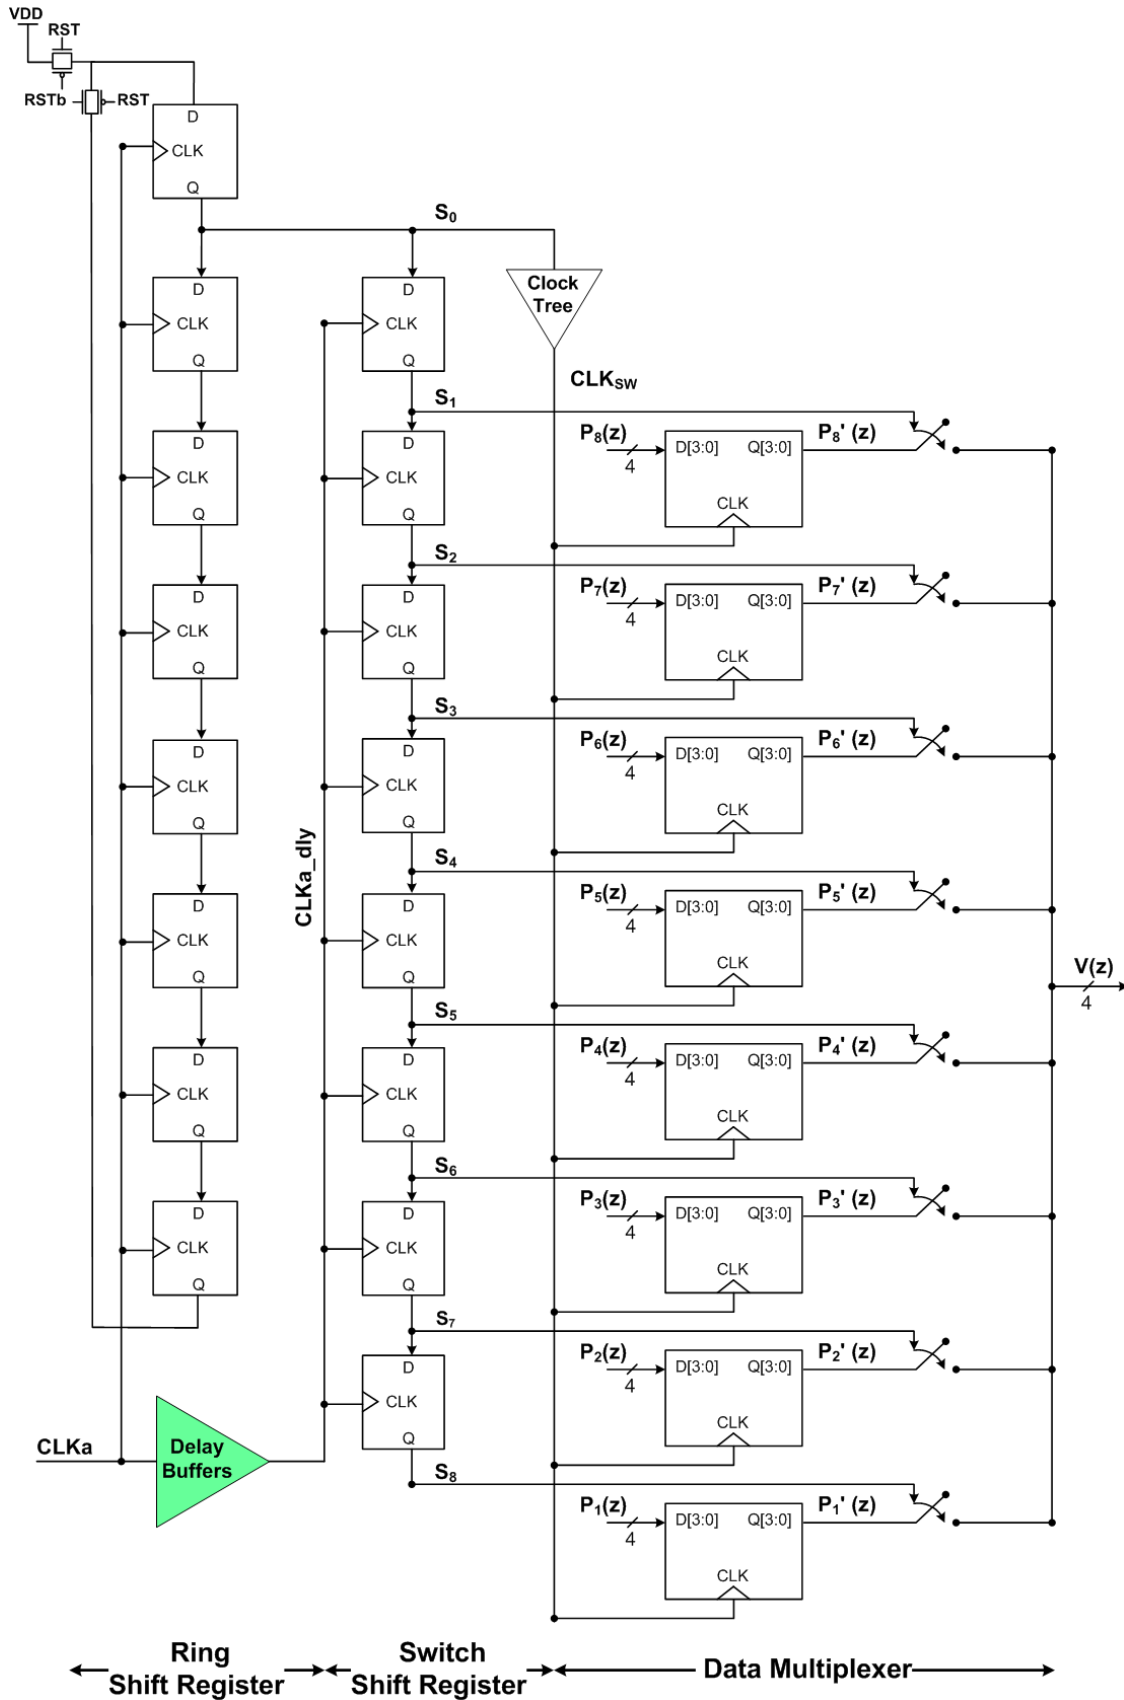 VDD
RST
RSTb
RST
D
CLK
Q
S₀
D
CLK
Q
D
CLK
Q
Clock
Tree
CLK_SW
S₁
P₈(z)
4
D[3:0]
Q[3:0]
CLK
P₈' (z)
D
CLK
Q
D
CLK
Q
S₂
P₇(z)
4
D[3:0]
Q[3:0]
CLK
P₇' (z)
D
CLK
Q
D
CLK
Q
S₃
P₆(z)
4
D[3:0]
Q[3:0]
CLK
P₆' (z)
D
CLK
Q
D
CLK
Q
CLKa_dly
S₄
P₅(z)
4
D[3:0]
Q[3:0]
CLK
P₅' (z)
D
CLK
Q
D
CLK
Q
V(z)
4
S₅
P₄(z)
4
D[3:0]
Q[3:0]
CLK
P₄' (z)
D
CLK
Q
D
CLK
Q
S₆
P₃(z)
4
D[3:0]
Q[3:0]
CLK
P₃' (z)
D
CLK
Q
D
CLK
Q
S₇
P₂(z)
4
D[3:0]
Q[3:0]
CLK
P₂' (z)
D
CLK
Q
CLKa
Delay
Buffers
S₈
P₁(z)
4
D[3:0]
Q[3:0]
CLK
P₁' (z)
Ring
Shift Register
Switch
Shift Register
Data Multiplexer